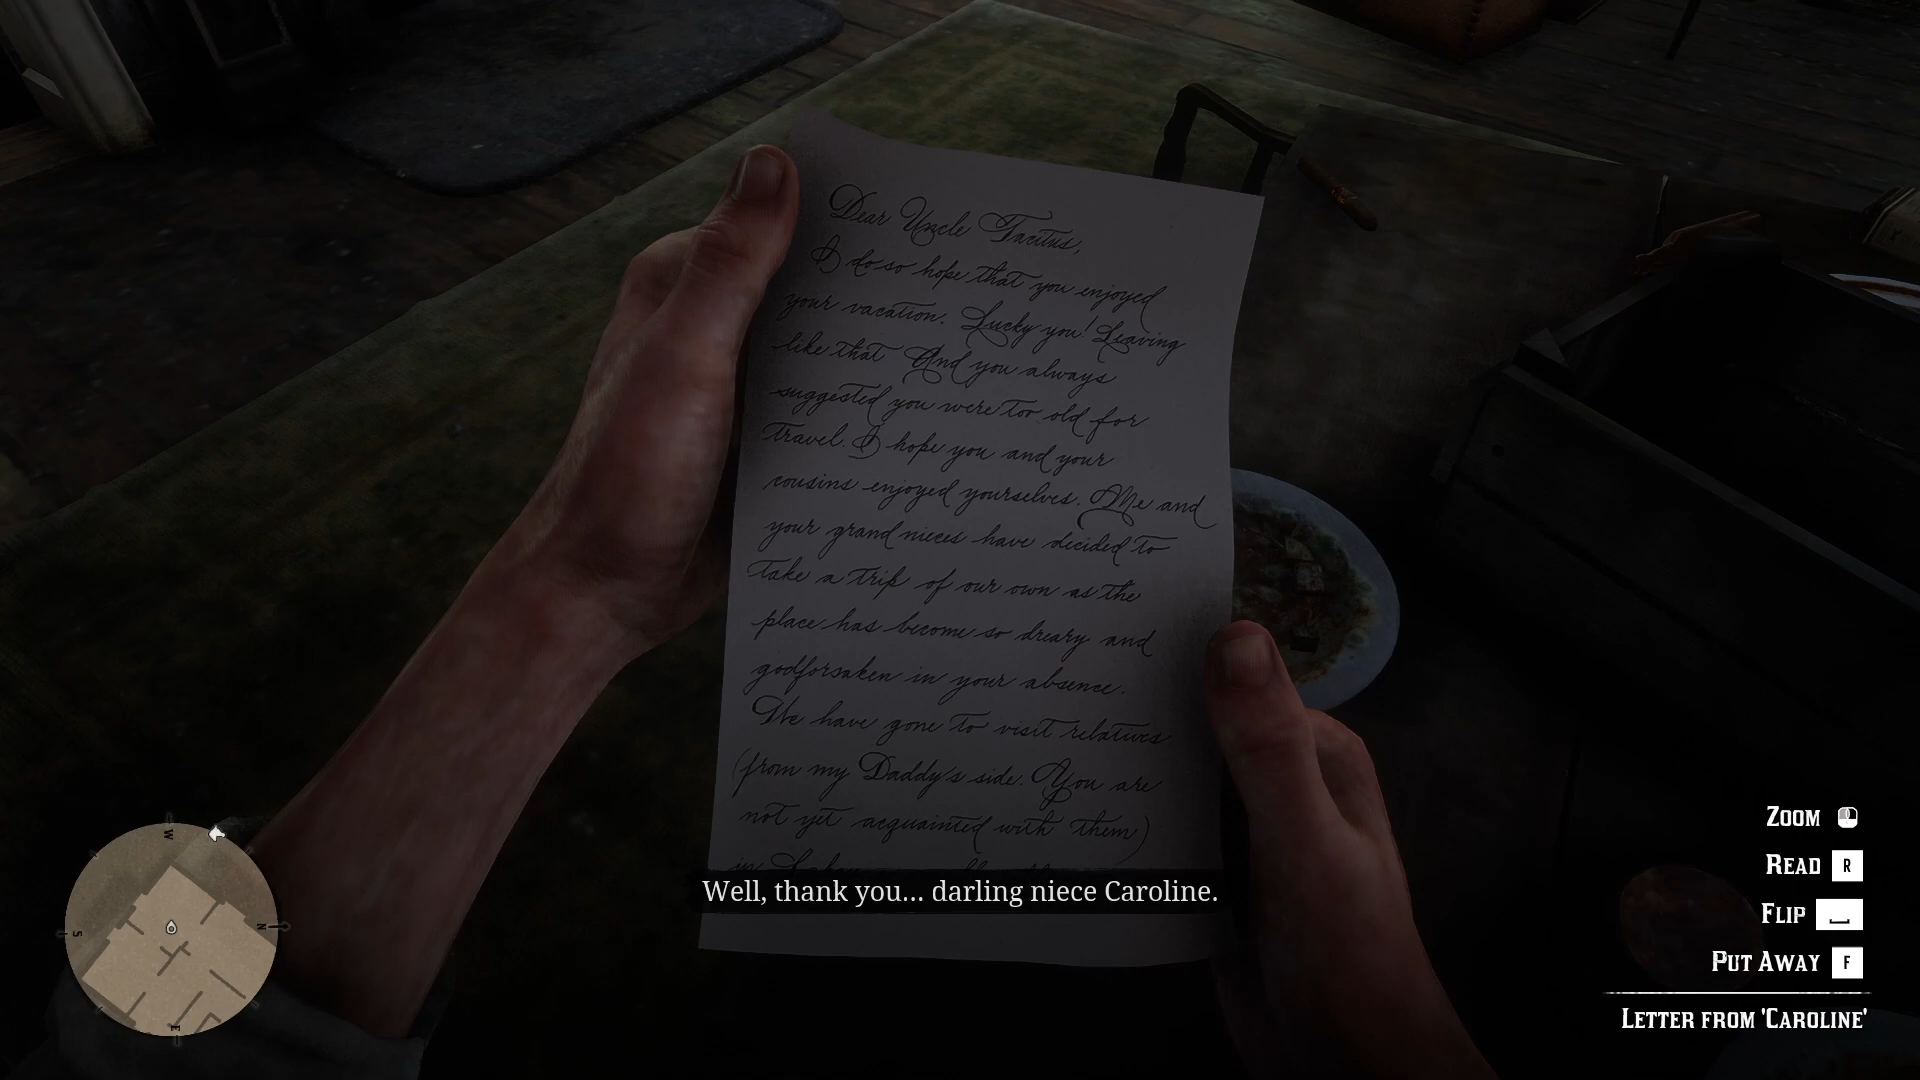 Dear Uncle Tacitus,
I do so hope that you enjoyed
your vacation. Lucky you! Leaving
like that And you always
suggested you were too old for
travel. I hope you and your
cousins enjoyed yourselves. Me and
your grand nieces have decided to
take a trip of our own as the
place has become so dreary and
godforsaken in your absence.
We have gone to visit relatives
(from my Daddy's side. You are
not yet acquainted with them)
in
Well, thank you... darling niece Caroline.
W
N
S
E
ZOOM
READ R
FLIP
PUT AWAY F
LETTER FROM 'CAROLINE'